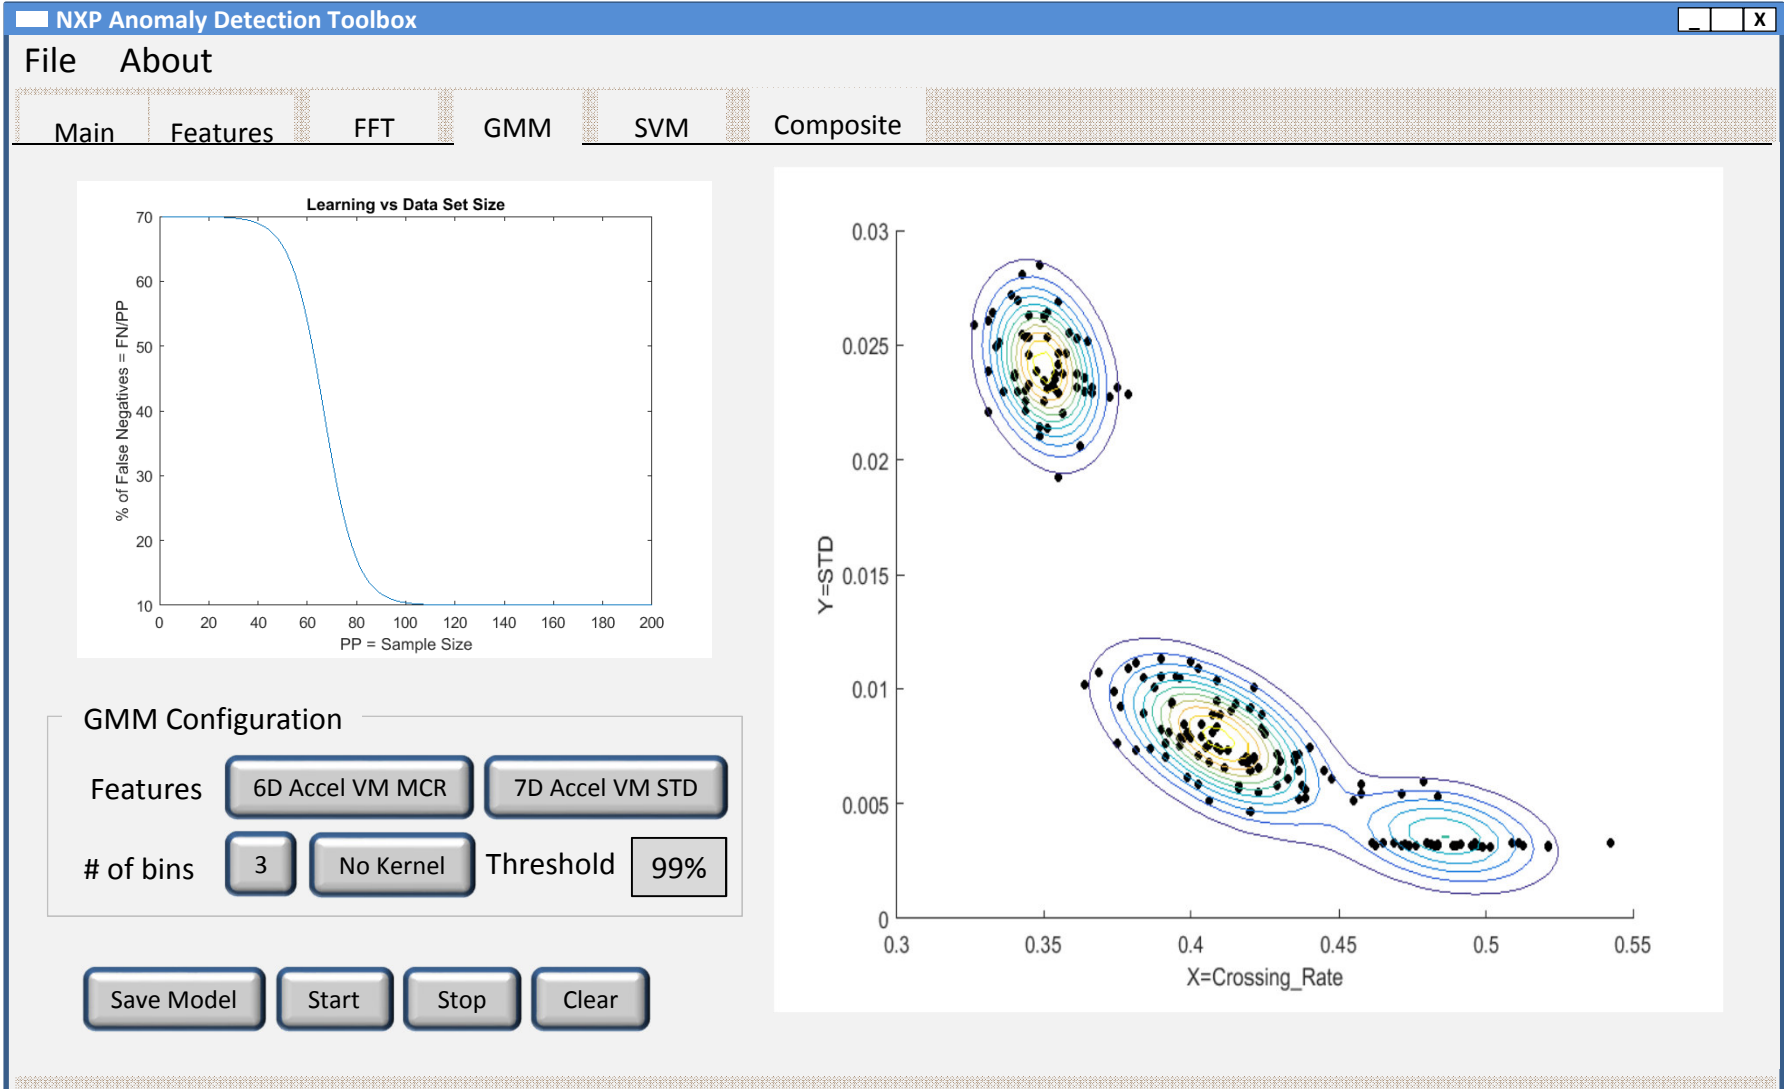 NXP Anomaly Detection Toolbox
_ X
File About
Main Features FFT GMM SVM Composite
Learning vs Data Set Size
70
60
50
40
30
20
10
% of False Negatives = FN/PP
0 20 40 60 80 100 120 140 160 180 200
PP = Sample Size
GMM Configuration
Features 6D Accel VM MCR 7D Accel VM STD
# of bins 3 No Kernel Threshold 99%
Save Model Start Stop Clear
0.03
0.025
0.02
0.015
0.01
0.005
0
Y=STD
0.3 0.35 0.4 0.45 0.5 0.55
X=Crossing_Rate